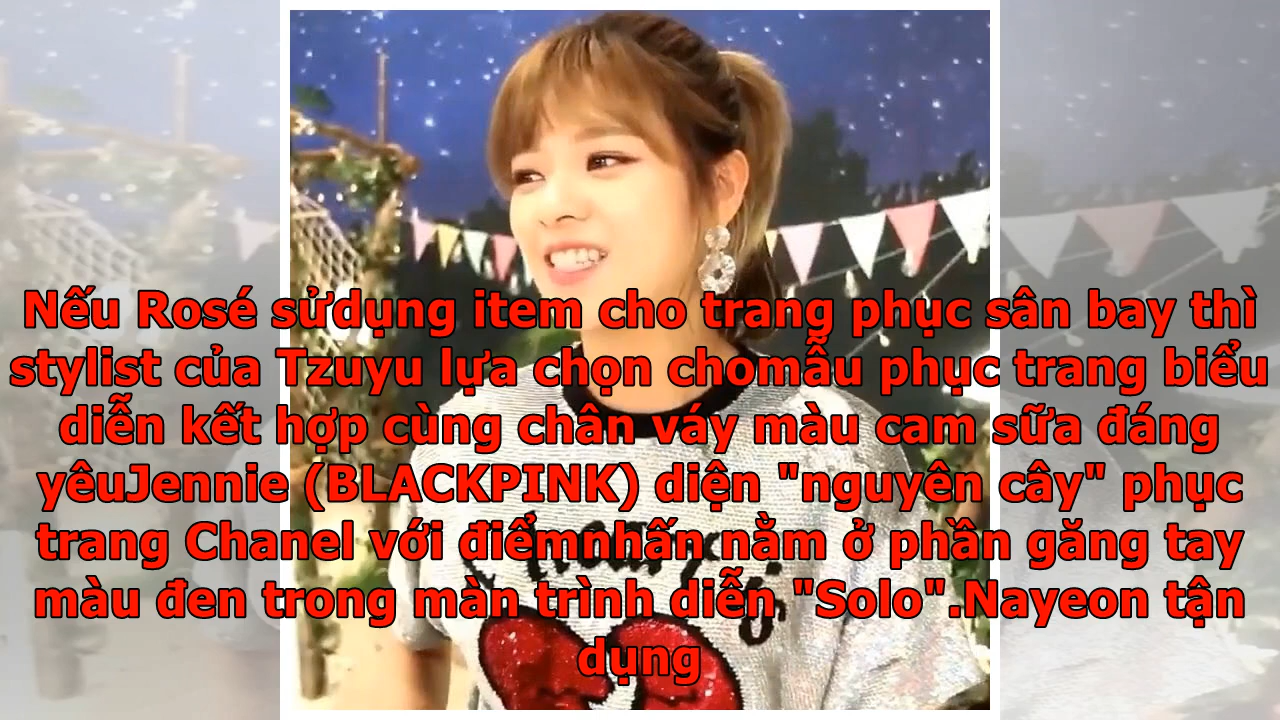 Nếu Rosé sửdụng item cho trang phục sân bay thì
stylist của Tzuyu lựa chọn chomẫu phục trang biểu
diễn kết hợp cùng chân váy màu cam sữa đáng
yêuJennie (BLACKPINK) diện "nguyên cây" phục
trang Chanel với điểmnhấn nằm ở phần găng tay
màu đen trong màn trình diễn "Solo".Nayeon tận
dụng